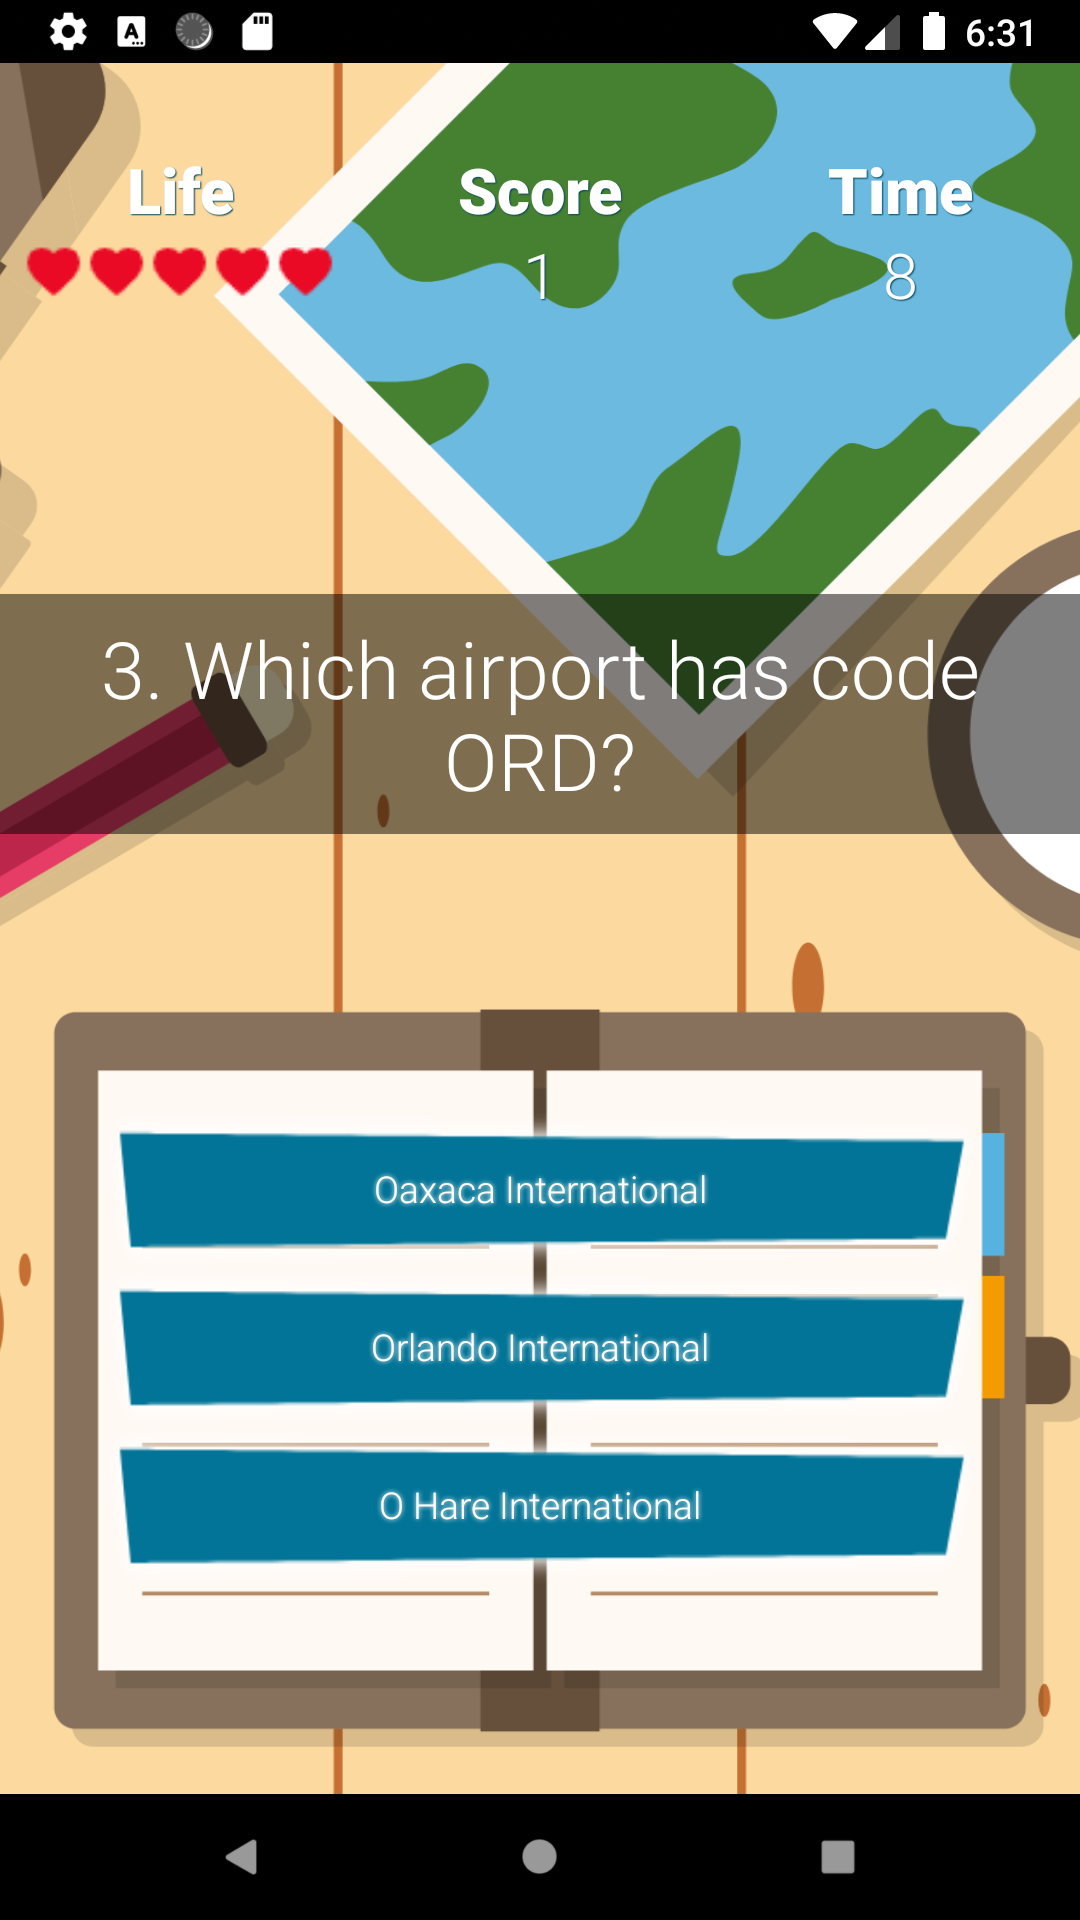 6:31
Life
Score
Time
1
8
3. Which airport has code
ORD?
Oaxaca International
Orlando International
O Hare International